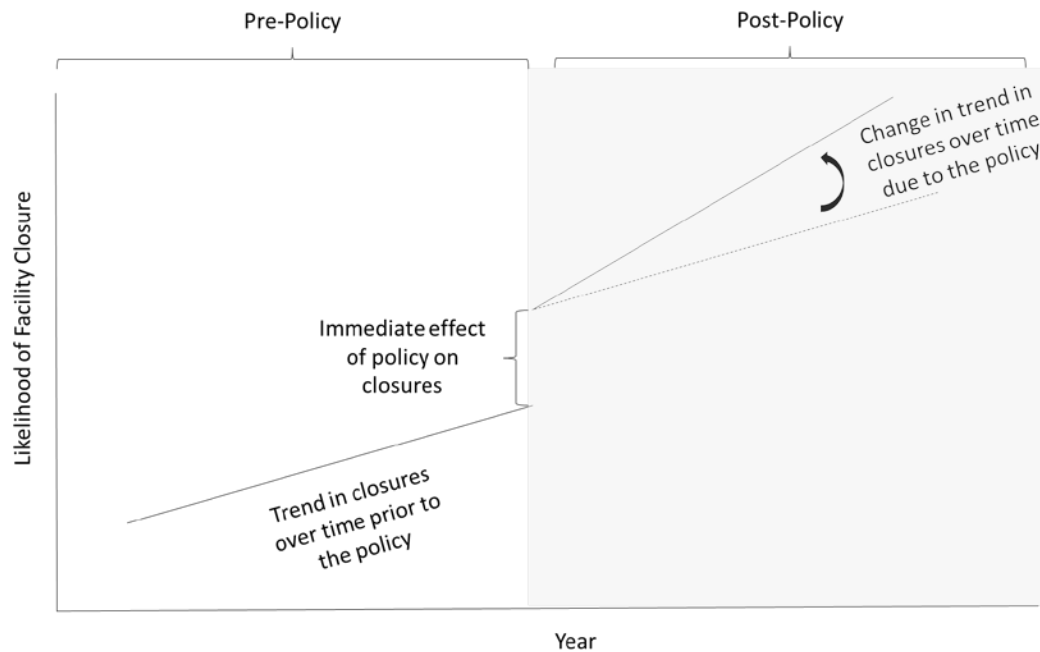 Pre-Policy
Post-Policy
Change in trend in
closures over time
due to the policy
Likelihood of Facility Closure
Immediate effect
of policy on
closures
Trend in closures
over time prior to
the policy
Year